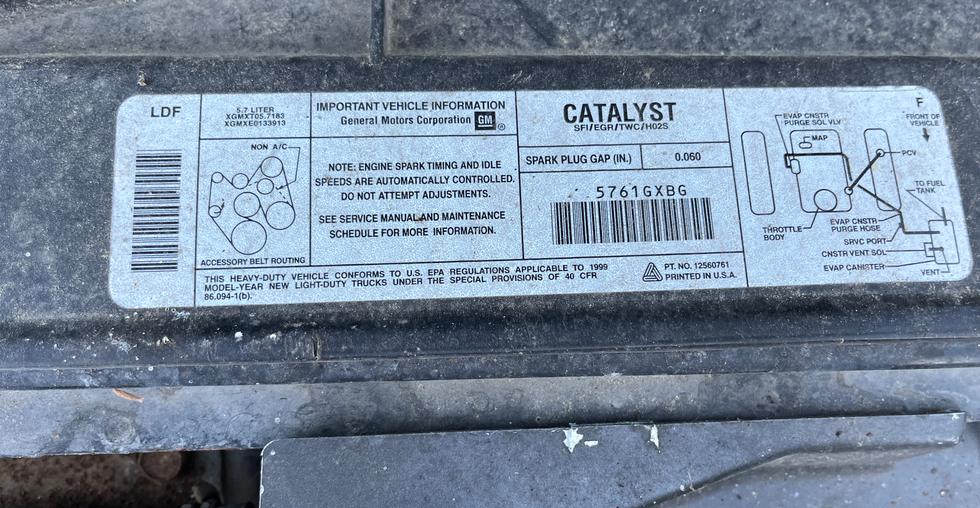 LDF
5.7 LITER
XGMXT05.7183
XGMXE0133913
NON A/C
ACCESSORY BELT ROUTING
IMPORTANT VEHICLE INFORMATION
General Motors Corporation GM ®
NOTE: ENGINE SPARK TIMING AND IDLE
SPEEDS ARE AUTOMATICALLY CONTROLLED.
DO NOT ATTEMPT ADJUSTMENTS.
SEE SERVICE MANUAL AND MAINTENANCE
SCHEDULE FOR MORE INFORMATION.
CATALYST
SFI/EGR/TWC/HO2S
SPARK PLUG GAP (IN.) 0.060
5761GXBG
THIS HEAVY-DUTY VEHICLE CONFORMS TO U.S. EPA REGULATIONS APPLICABLE TO 1999
MODEL-YEAR NEW LIGHT-DUTY TRUCKS UNDER THE SPECIAL PROVISIONS OF 40 CFR
86.094-1(b).
PT. NO. 12560761
PRINTED IN U.S.A.
F
FRONT OF
VEHICLE
EVAP CNSTR
PURGE SOL VLV
MAP
PCV
TO FUEL
TANK
THROTTLE
BODY
EVAP CNSTR
PURGE HOSE
SRVC PORT
CNSTR VENT SOL
EVAP CANISTER
VENT